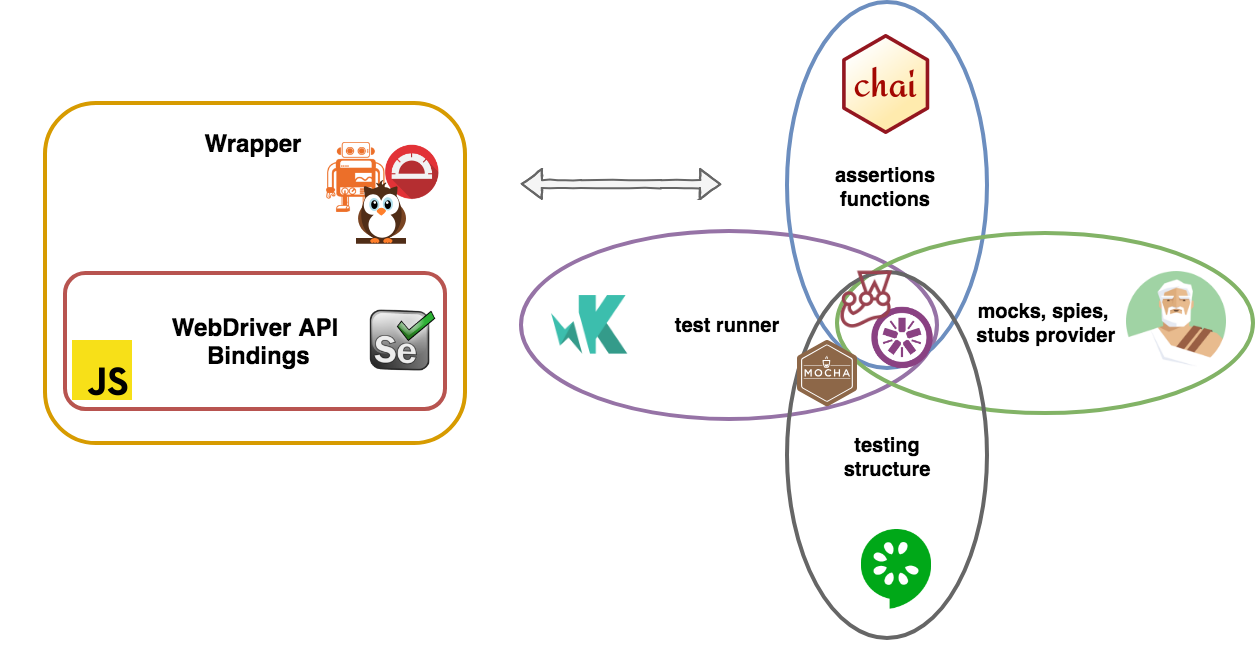 Wrapper
WebDriver API
Bindings
JS
Se
chai
assertions
functions
test runner
mocks, spies,
stubs provider
MOCHA
testing
structure